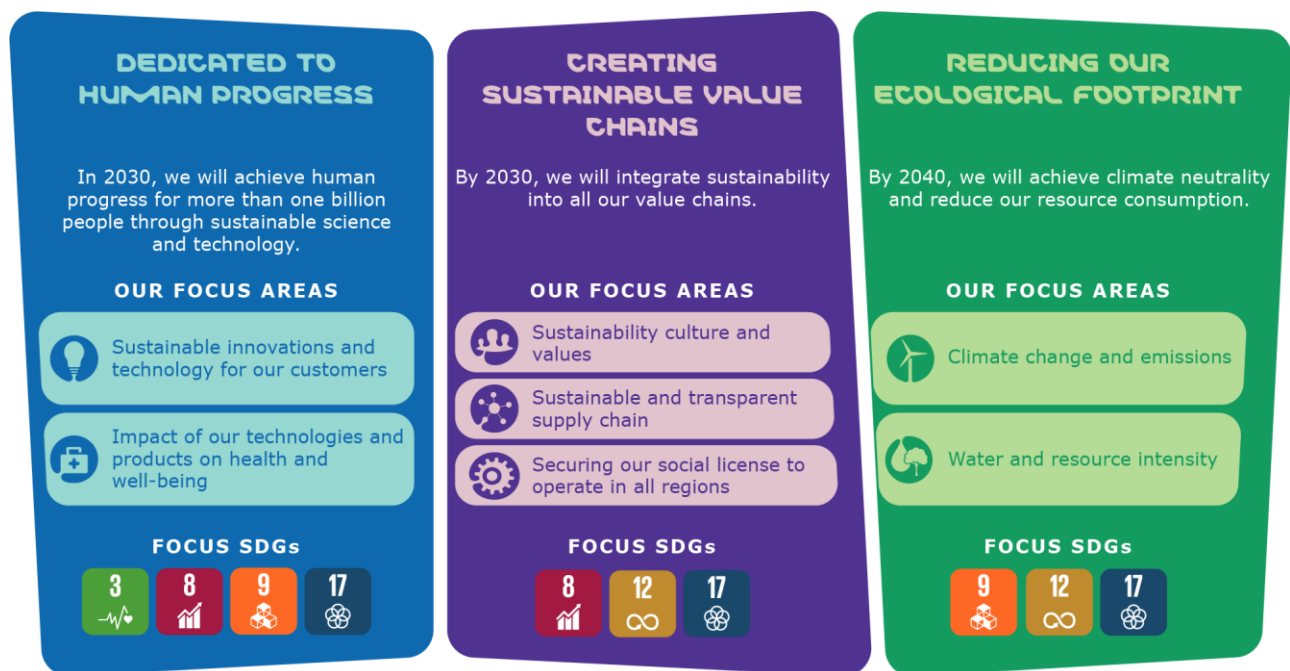 DEDICATED TO
HUMAN PROGRESS
In 2030, we will achieve human
progress for more than one billion
people through sustainable science
and technology.
OUR FOCUS AREAS
Sustainable innovations and
technology for our customers
Impact of our technologies and
products on health and
well-being
FOCUS SDGs
3
8
9
17
CREATING
SUSTAINABLE VALUE
CHAINS
By 2030, we will integrate sustainability
into all our value chains.
OUR FOCUS AREAS
Sustainability culture and
values
Sustainable and transparent
supply chain
Securing our social license to
operate in all regions
FOCUS SDGs
8
12
17
REDUCING OUR
ECOLOGICAL FOOTPRINT
By 2040, we will achieve climate neutrality
and reduce our resource consumption.
OUR FOCUS AREAS
Climate change and emissions
Water and resource intensity
FOCUS SDGs
9
12
17